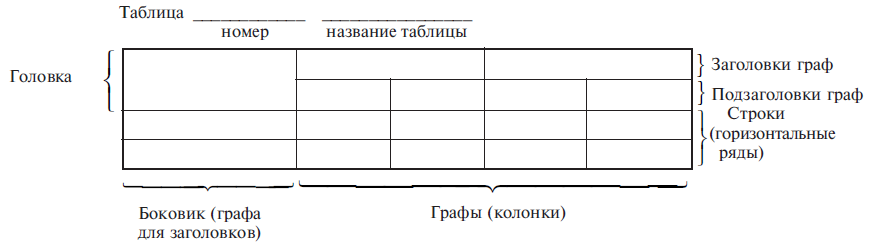 Таблица ____________ ________________
номер название таблицы
Головка
Заголовки граф
Подзаголовки граф
Строки
(горизонтальные
ряды)
Боковик (графа
для заголовков)
Графы (колонки)